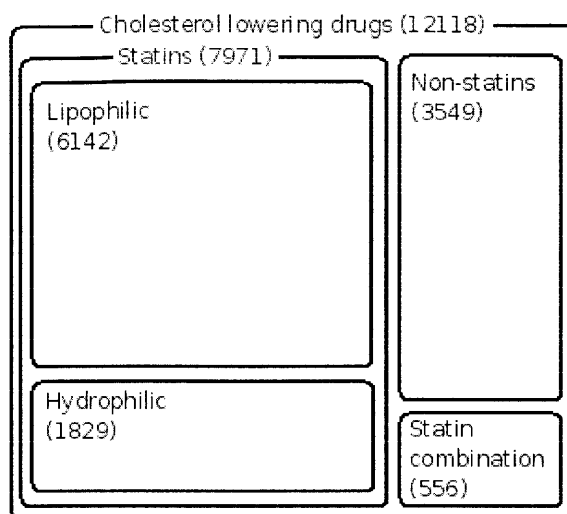 Cholesterol lowering drugs (12118)
Statins (7971)
Lipophilic
(6142)
Hydrophilic
(1829)
Non-statins
(3549)
Statin
combination
(556)